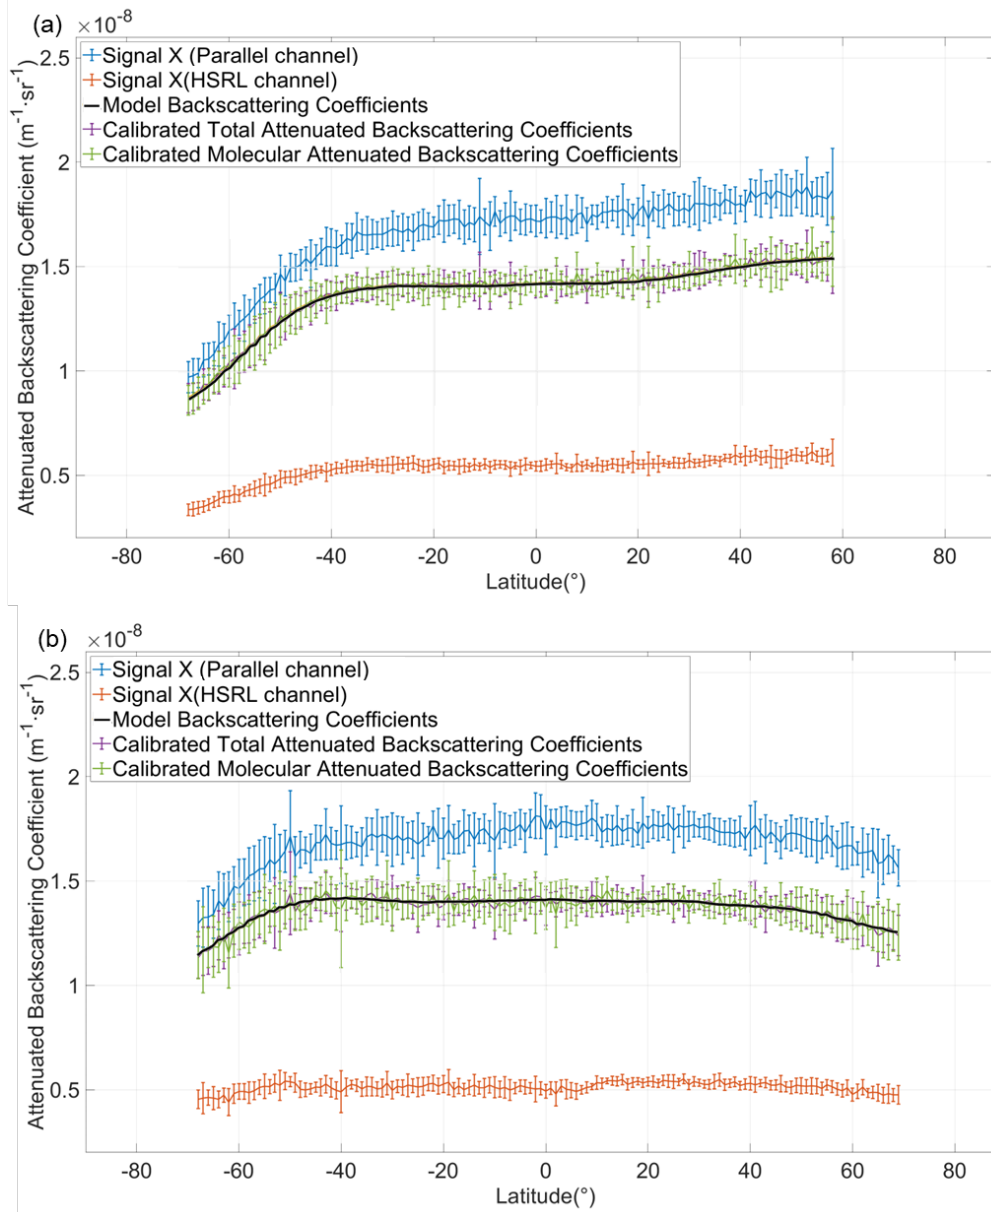 (a)
×10⁻⁸
2.5
2
1.5
1
0.5
Attenuated Backscattering Coefficient (m⁻¹·sr⁻¹)
Signal X (Parallel channel)
Signal X(HSRL channel)
Model Backscattering Coefficients
Calibrated Total Attenuated Backscattering Coefficients
Calibrated Molecular Attenuated Backscattering Coefficients
-80 -60 -40 -20 0 20 40 60 80
Latitude(°)
(b)
×10⁻⁸
2.5
2
1.5
1
0.5
Attenuated Backscattering Coefficient (m⁻¹·sr⁻¹)
Signal X (Parallel channel)
Signal X(HSRL channel)
Model Backscattering Coefficients
Calibrated Total Attenuated Backscattering Coefficients
Calibrated Molecular Attenuated Backscattering Coefficients
-80 -60 -40 -20 0 20 40 60 80
Latitude(°)